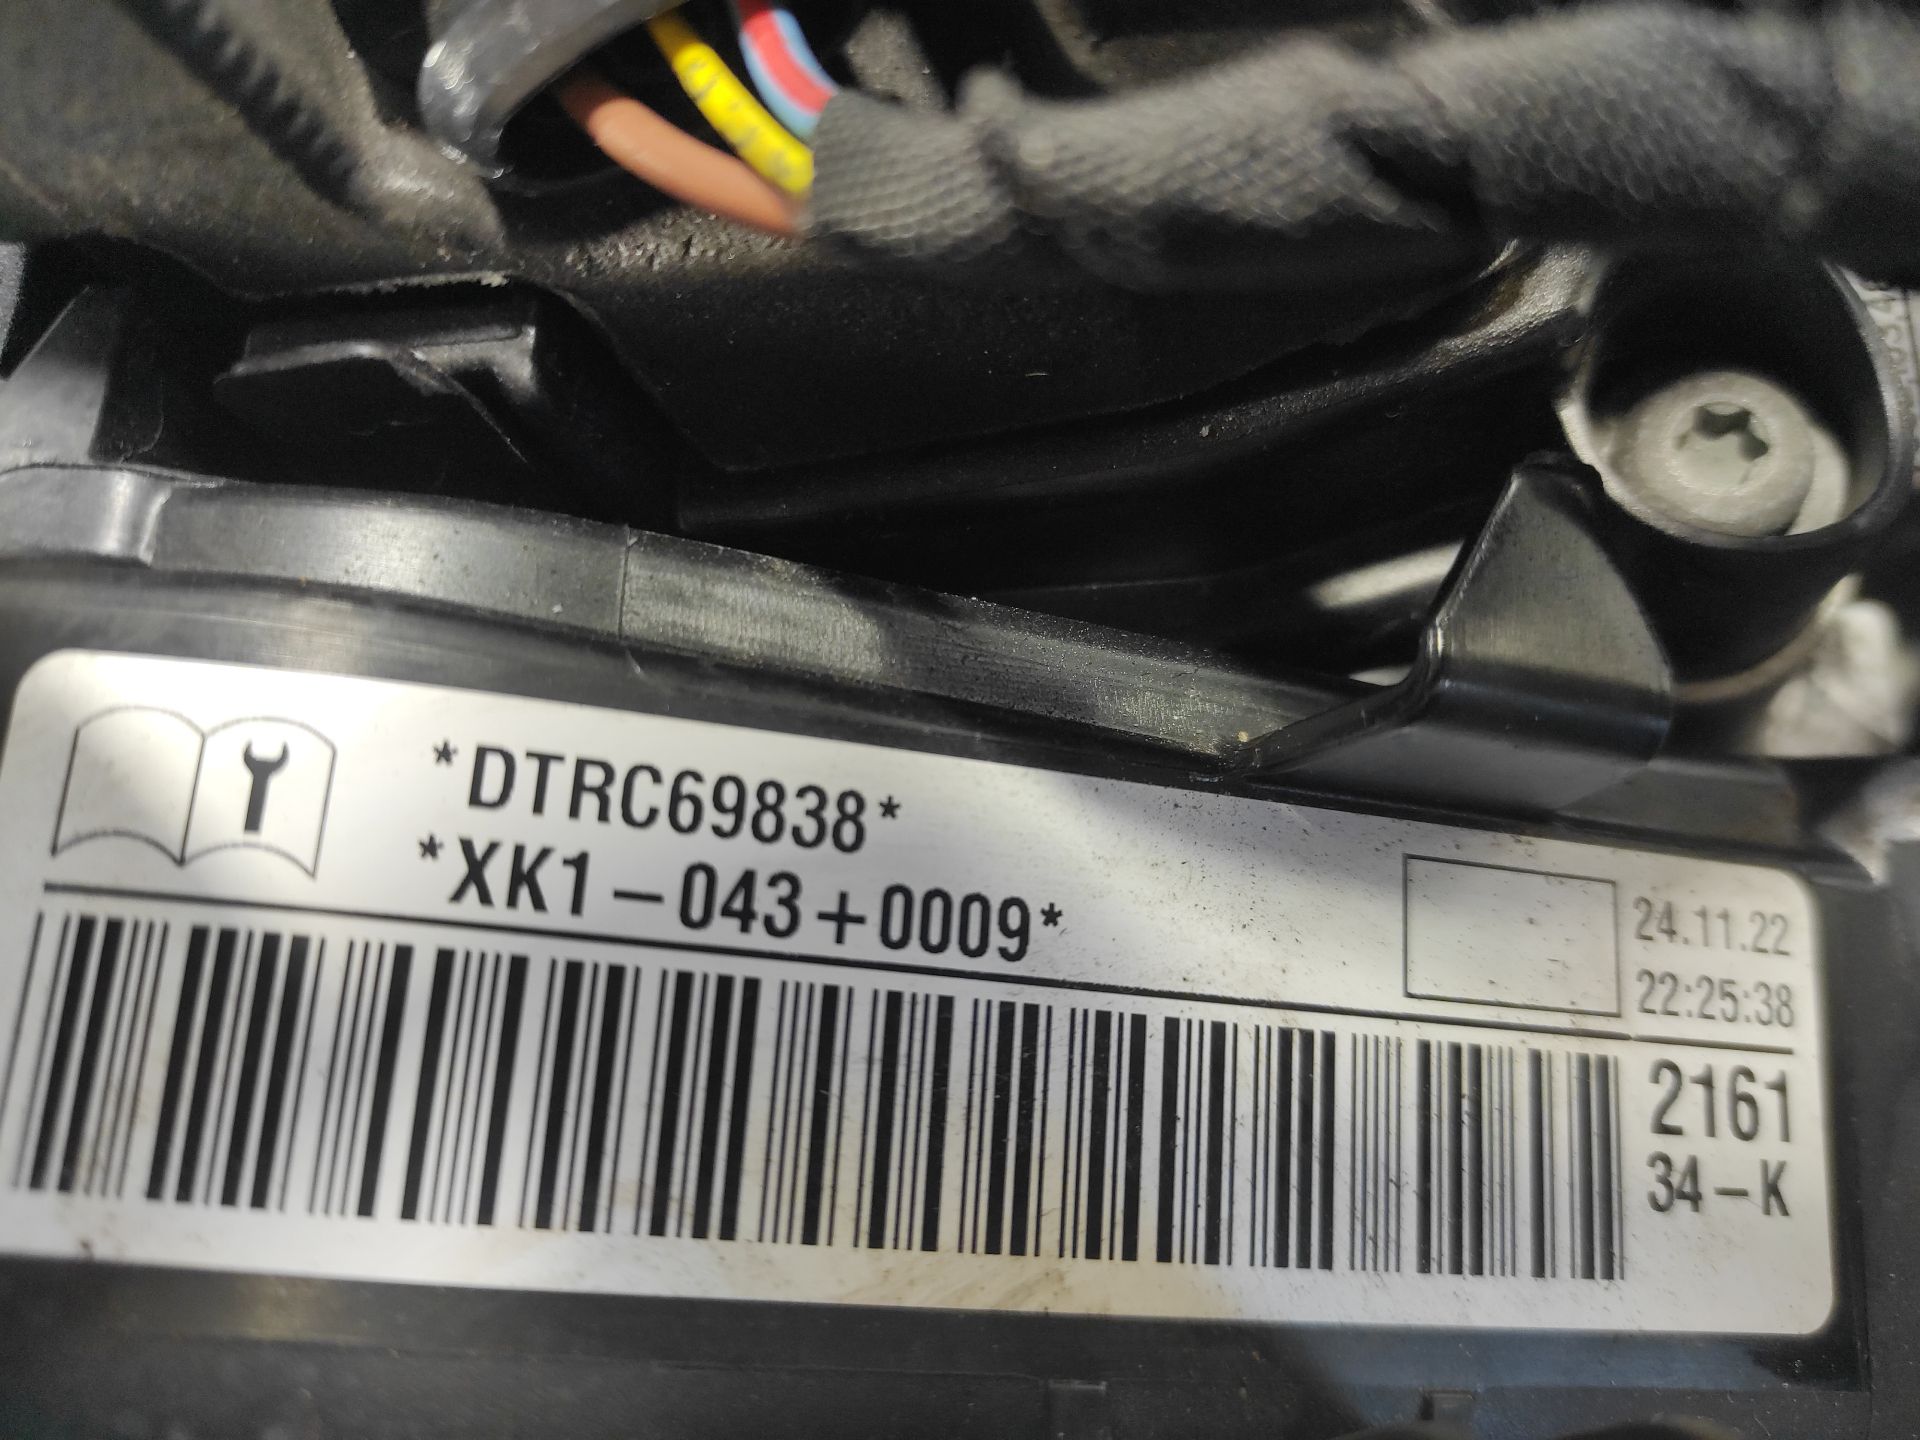 *DTRC69838*
*XK1-043+0009*
24.11.22
22:25:38
2161
34-K